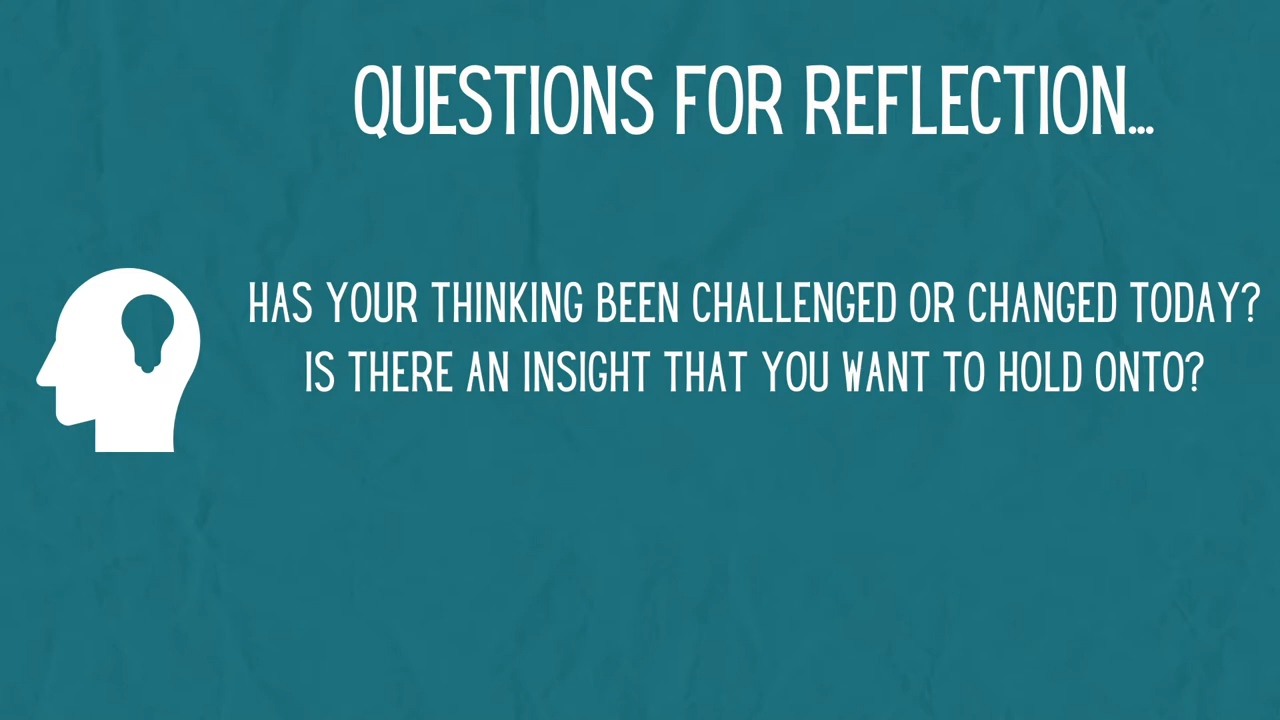 QUESTIONS FOR REFLECTION...
HAS YOUR THINKING BEEN CHALLENGED OR CHANGED TODAY?
IS THERE AN INSIGHT THAT YOU WANT TO HOLD ONTO?